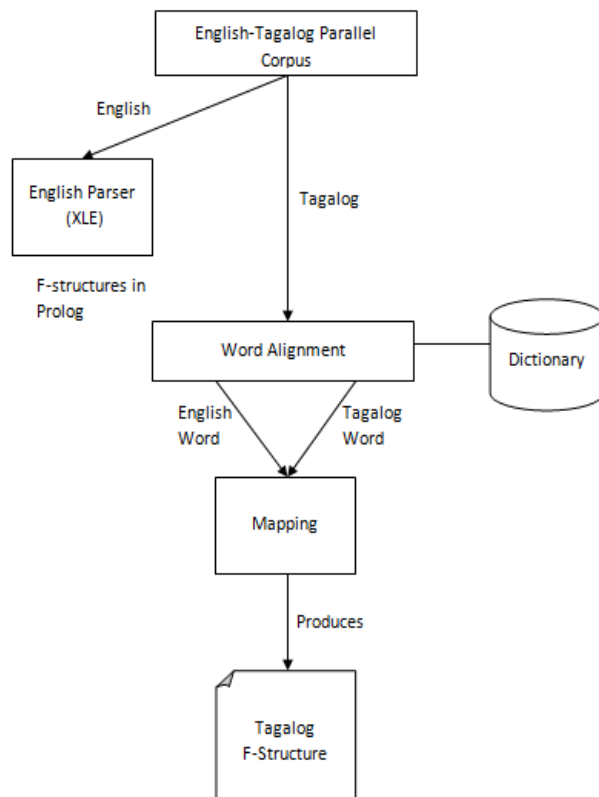 English-Tagalog Parallel
Corpus
English
English Parser
(XLE)
Tagalog
F-structures in
Prolog
Word Alignment
Dictionary
English
Word
Tagalog
Word
Mapping
Produces
Tagalog
F-Structure